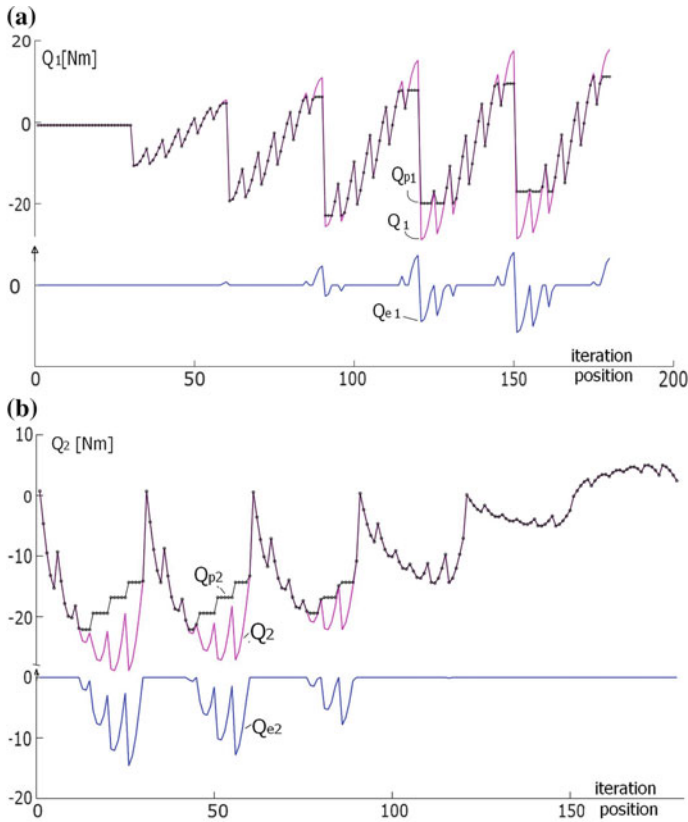 (a)
Q1[Nm]
20
0
-20
Qp1
Q1
0
Qe1
iteration
position
0 50 100 150 200
(b)
Q2 [Nm]
10
0
-10
-20
Qp2
Q2
0
Qe2
-10
-20
iteration
position
0 50 100 150